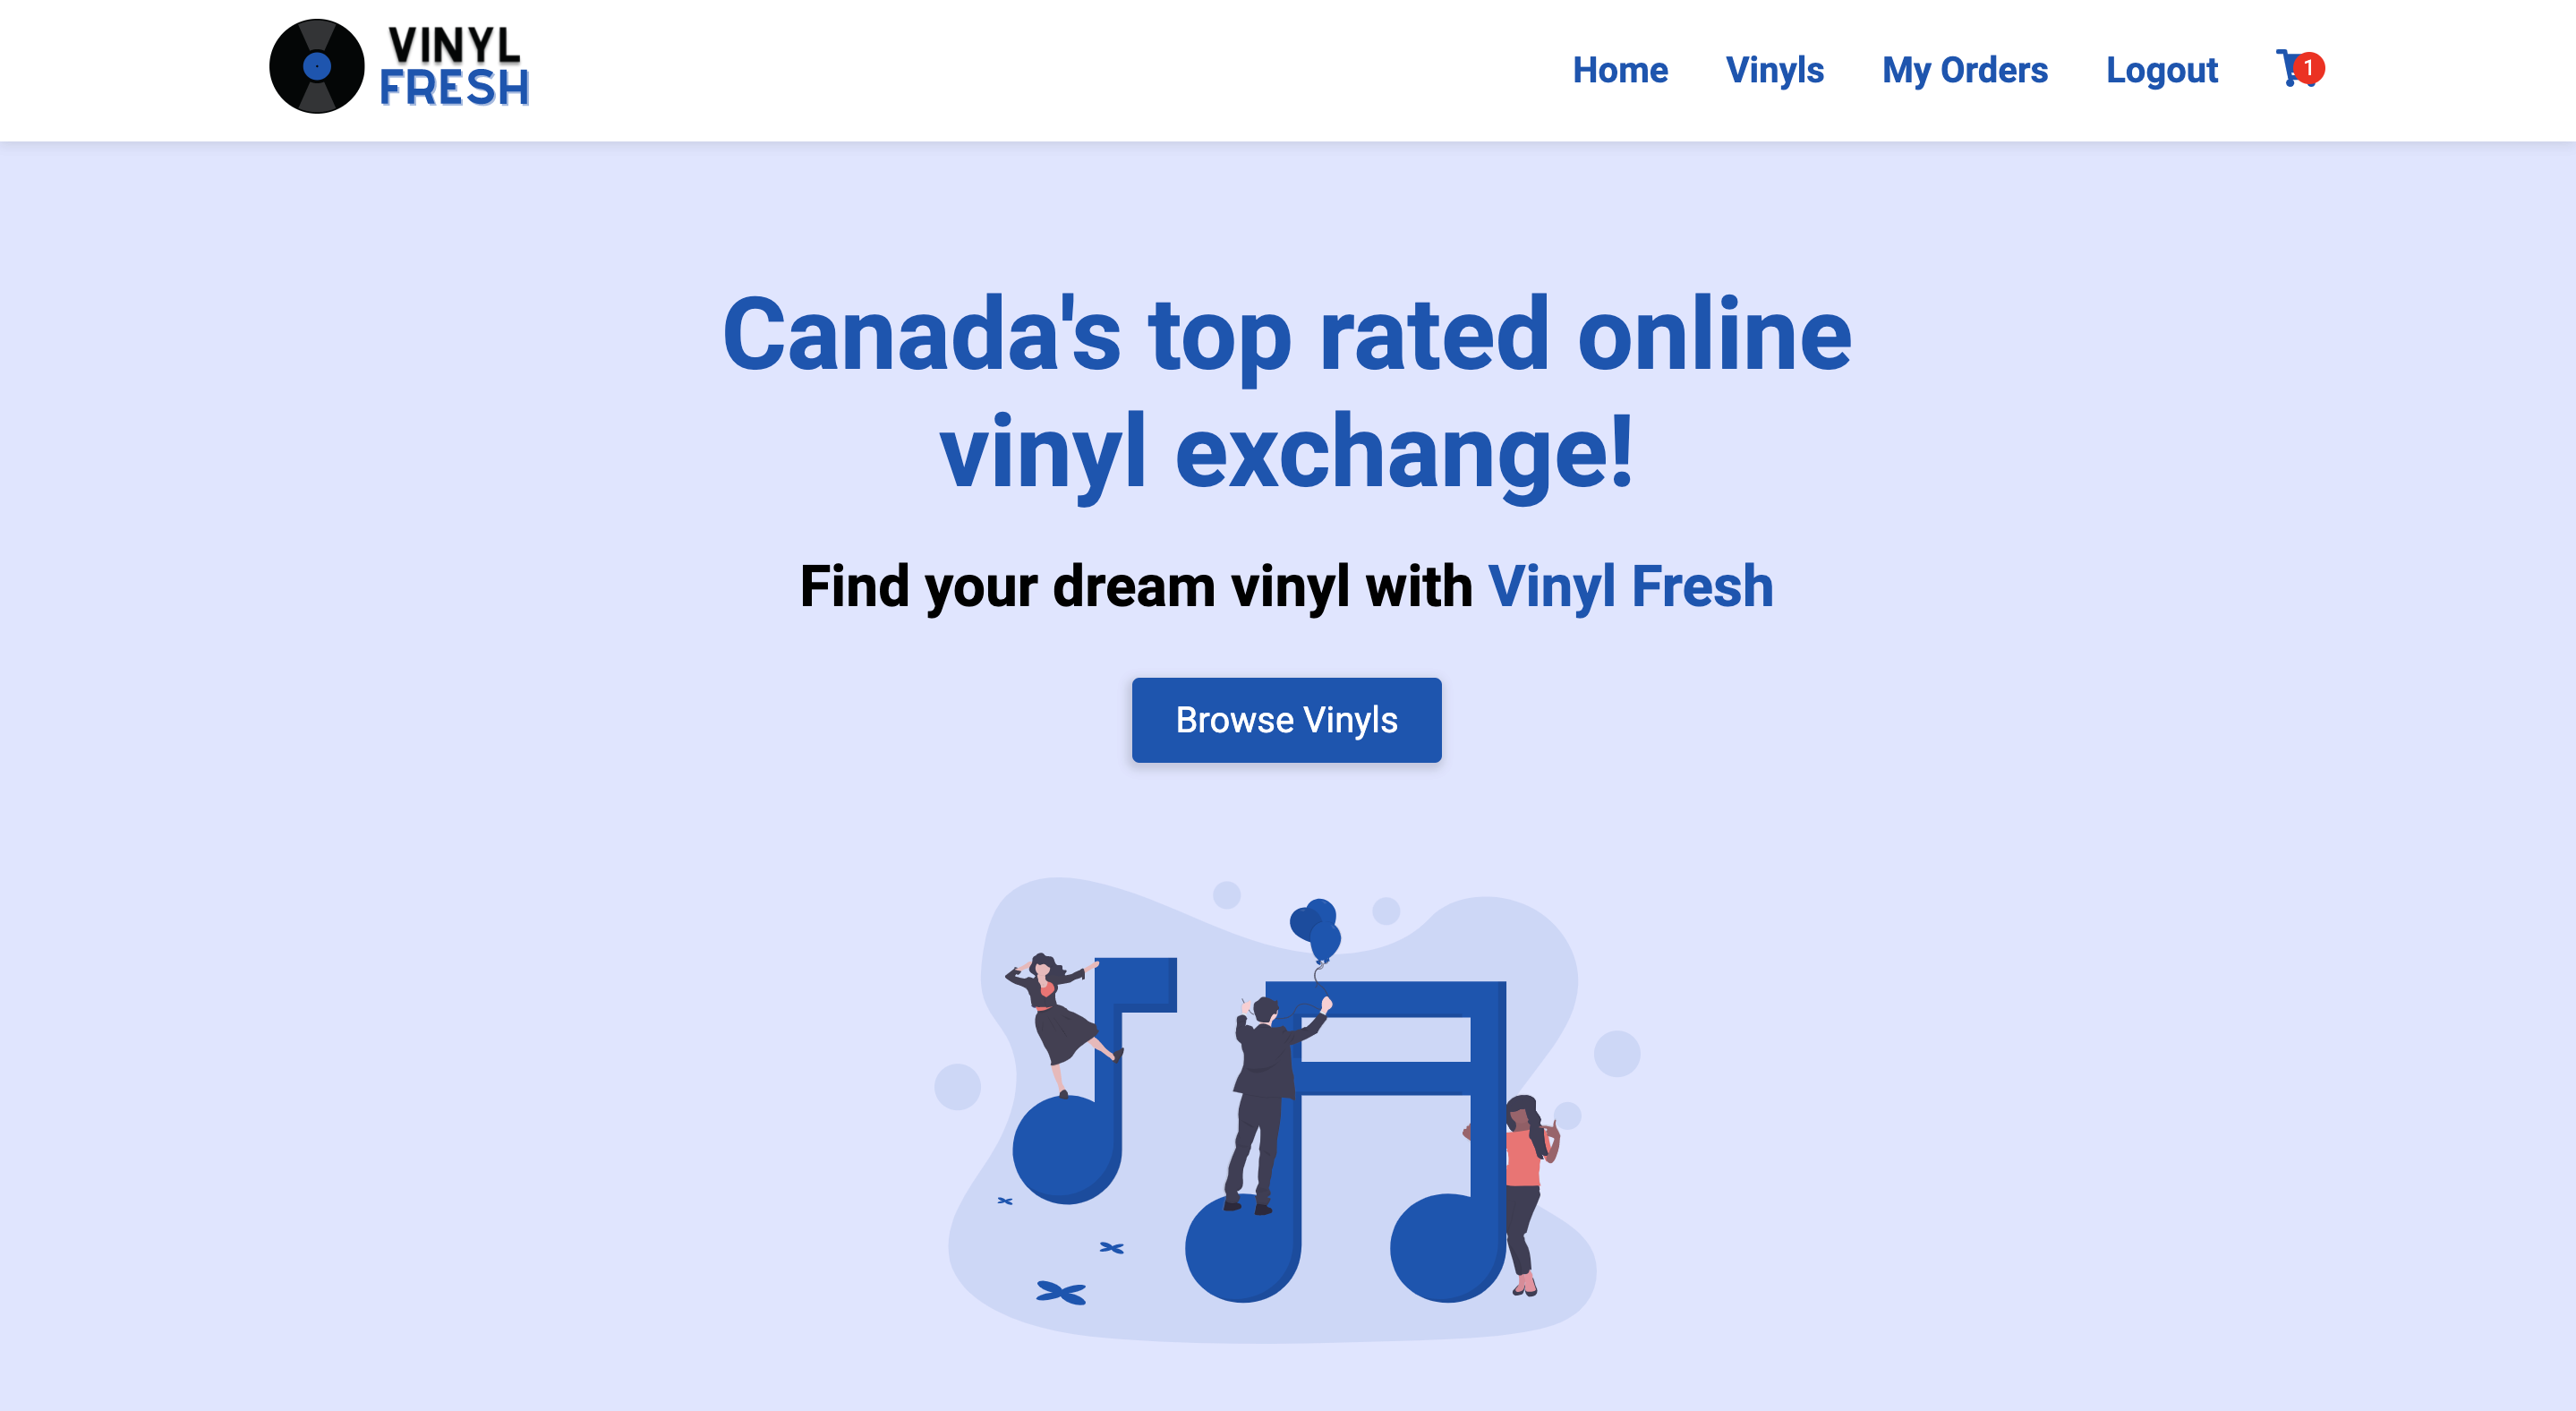 VINYL
FRESH
Home Vinyls My Orders Logout 1
Canada's top rated online
vinyl exchange!
Find your dream vinyl with Vinyl Fresh
Browse Vinyls